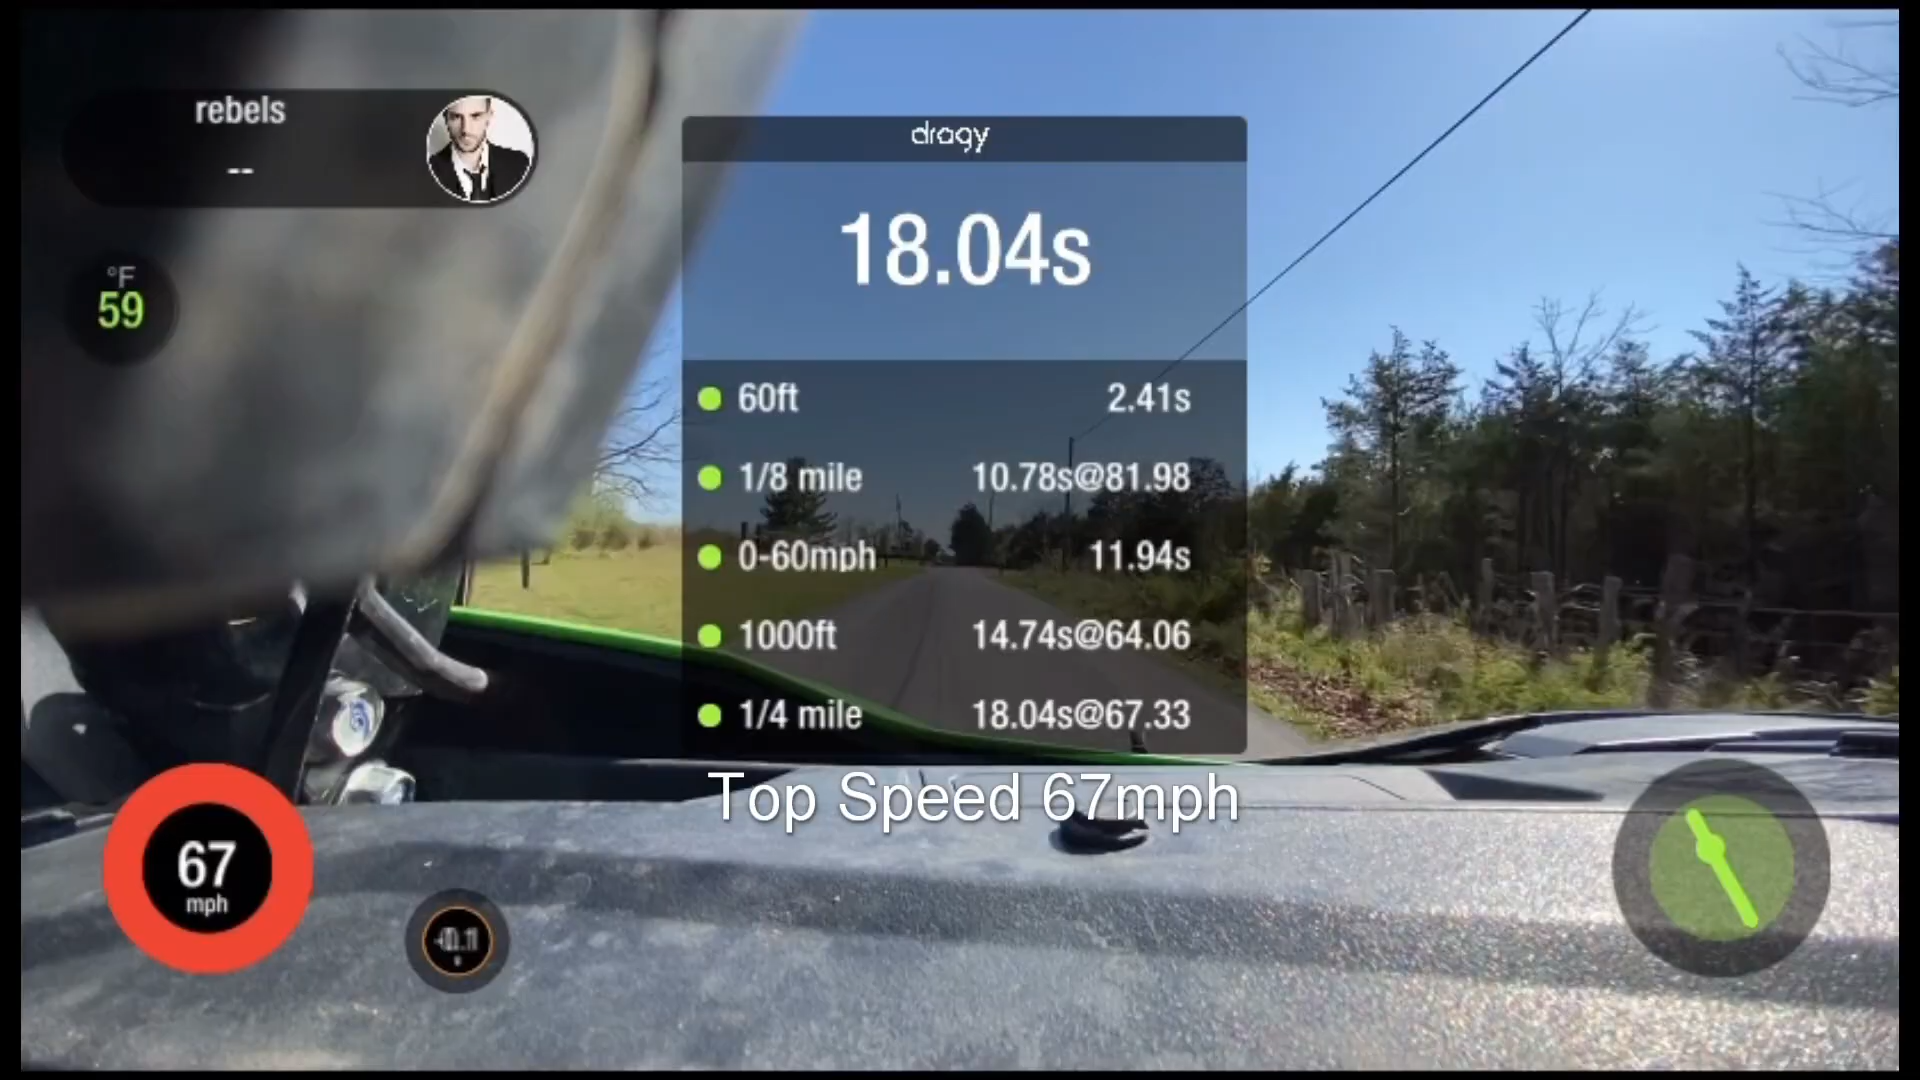 rebels
--
dragy
18.04s
°F
59
60ft 2.41s
1/8 mile 10.78s@81.98
0-60mph 11.94s
1000ft 14.74s@64.06
1/4 mile 18.04s@67.33
Top Speed 67mph
67
mph